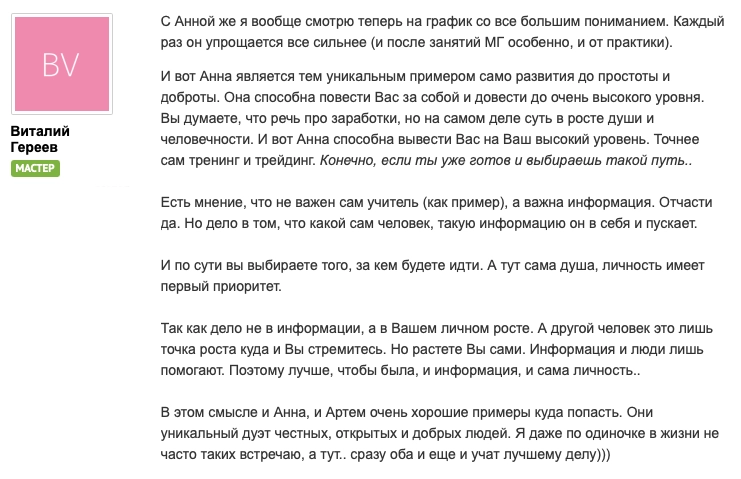 BV
Виталий
Гереев
МАСТЕР
С Анной же я вообще смотрю теперь на график со все большим пониманием. Каждый
раз он упрощается все сильнее (и после занятий МГ особенно, и от практики).
И вот Анна является тем уникальным примером само развития до простоты и
доброты. Она способна повести Вас за собой и довести до очень высокого уровня.
Вы думаете, что речь про заработки, но на самом деле суть в росте души и
человечности. И вот Анна способна вывести Вас на Ваш высокий уровень. Точнее
сам тренинг и трейдинг. Конечно, если ты уже готов и выбираешь такой путь..
Есть мнение, что не важен сам учитель (как пример), а важна информация. Отчасти
да. Но дело в том, что какой сам человек, такую информацию он в себя и пускает.
И по сути вы выбираете того, за кем будете идти. А тут сама душа, личность имеет
первый приоритет.
Так как дело не в информации, а в Вашем личном росте. А другой человек это лишь
точка роста куда и Вы стремитесь. Но растете Вы сами. Информация и люди лишь
помогают. Поэтому лучше, чтобы была, и информация, и сама личность..
В этом смысле и Анна, и Артем очень хорошие примеры куда попасть. Они
уникальный дуэт честных, открытых и добрых людей. Я даже по одиночке в жизни не
часто таких встречаю, а тут.. сразу оба и еще и учат лучшему делу)))